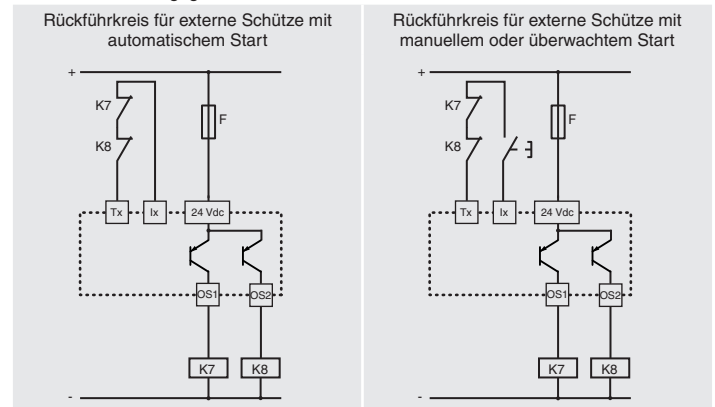 Rückführkreis für externe Schütze mit
automatischem Start
+
K7
F
K8
Tx
Ix
24 Vdc
OS1
OS2
K7
K8
-
Rückführkreis für externe Schütze mit
manuellem oder überwachtem Start
+
K7
F
K8
Tx
Ix
24 Vdc
OS1
OS2
K7
K8
-